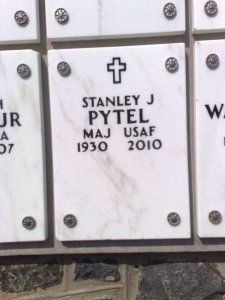 STANLEY J
PYTEL
MAJ USAF
1930 2010